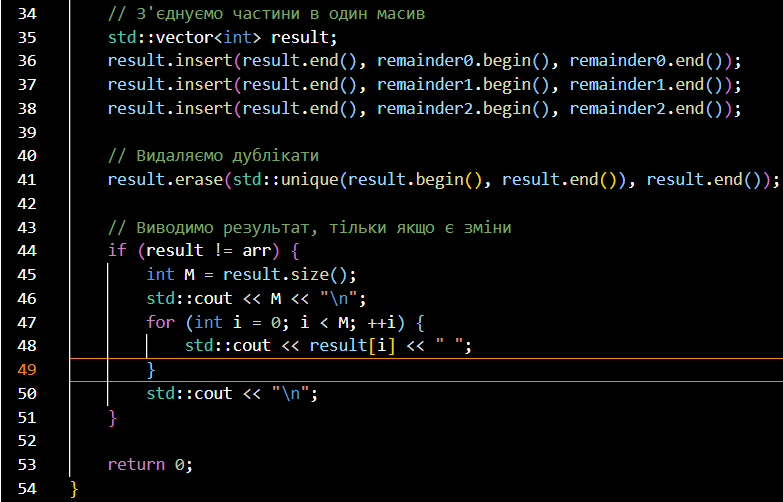 34 // З'єднуємо частини в один масив
35 std::vector<int> result;
36 result.insert(result.end(), remainder0.begin(), remainder0.end());
37 result.insert(result.end(), remainder1.begin(), remainder1.end());
38 result.insert(result.end(), remainder2.begin(), remainder2.end());
39
40 // Видаляємо дублікати
41 result.erase(std::unique(result.begin(), result.end()), result.end());
42
43 // Виводимо результат, тільки якщо є зміни
44 if (result != arr) {
45 int M = result.size();
46 std::cout << M << "\n";
47 for (int i = 0; i < M; ++i) {
48 std::cout << result[i] << " ";
49 }
50 std::cout << "\n";
51 }
52
53 return 0;
54 }